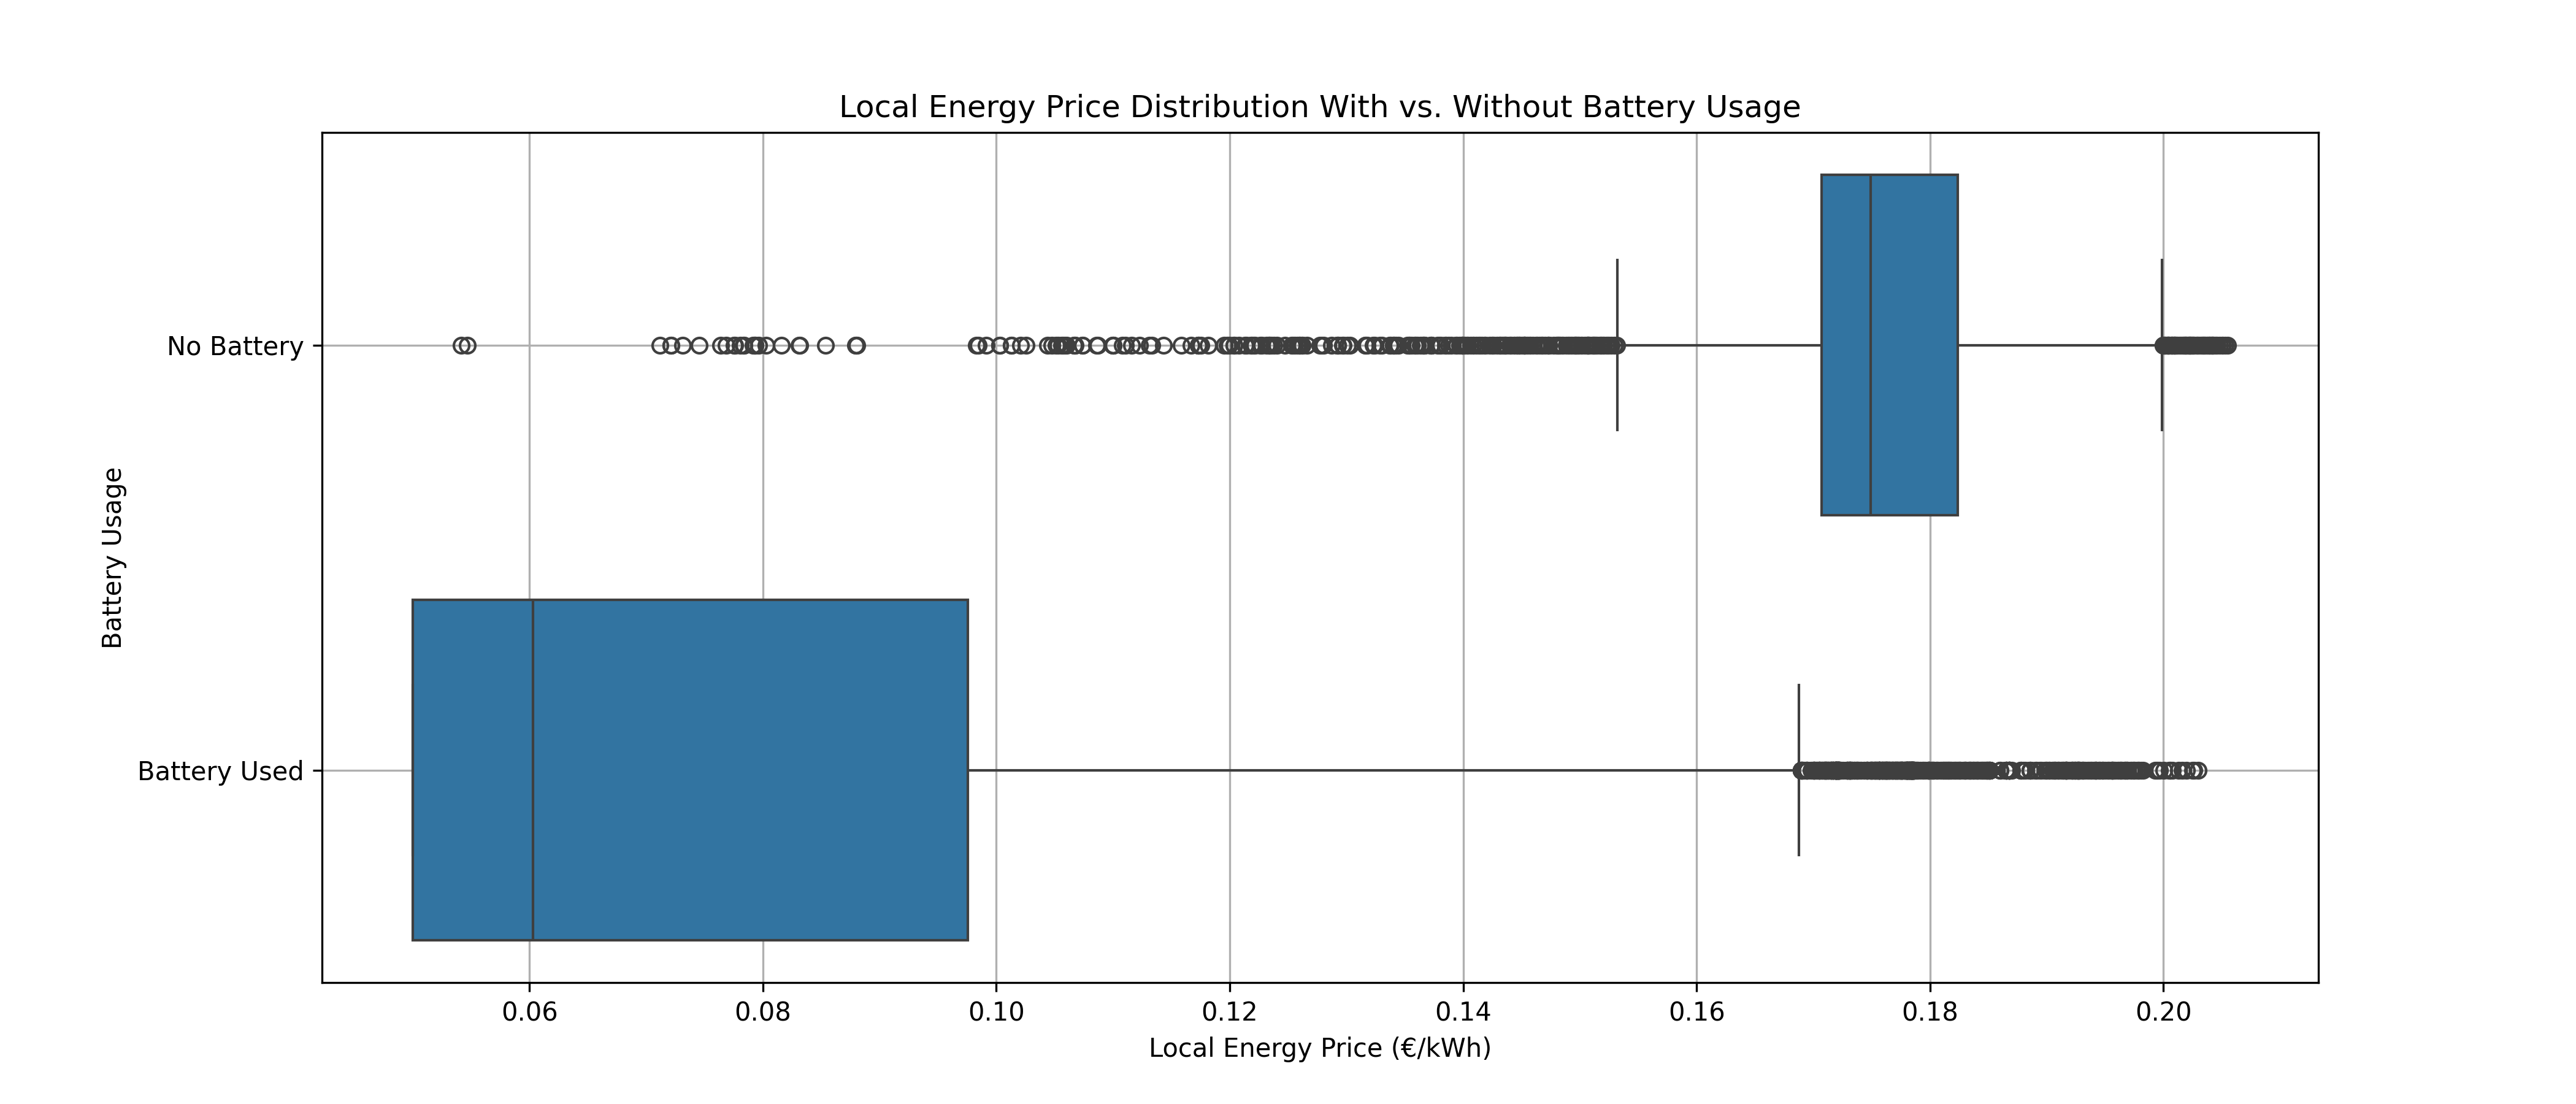 Local Energy Price Distribution With vs. Without Battery Usage
Battery Usage
No Battery
Battery Used
0.06 0.08 0.10 0.12 0.14 0.16 0.18 0.20
Local Energy Price (€/kWh)